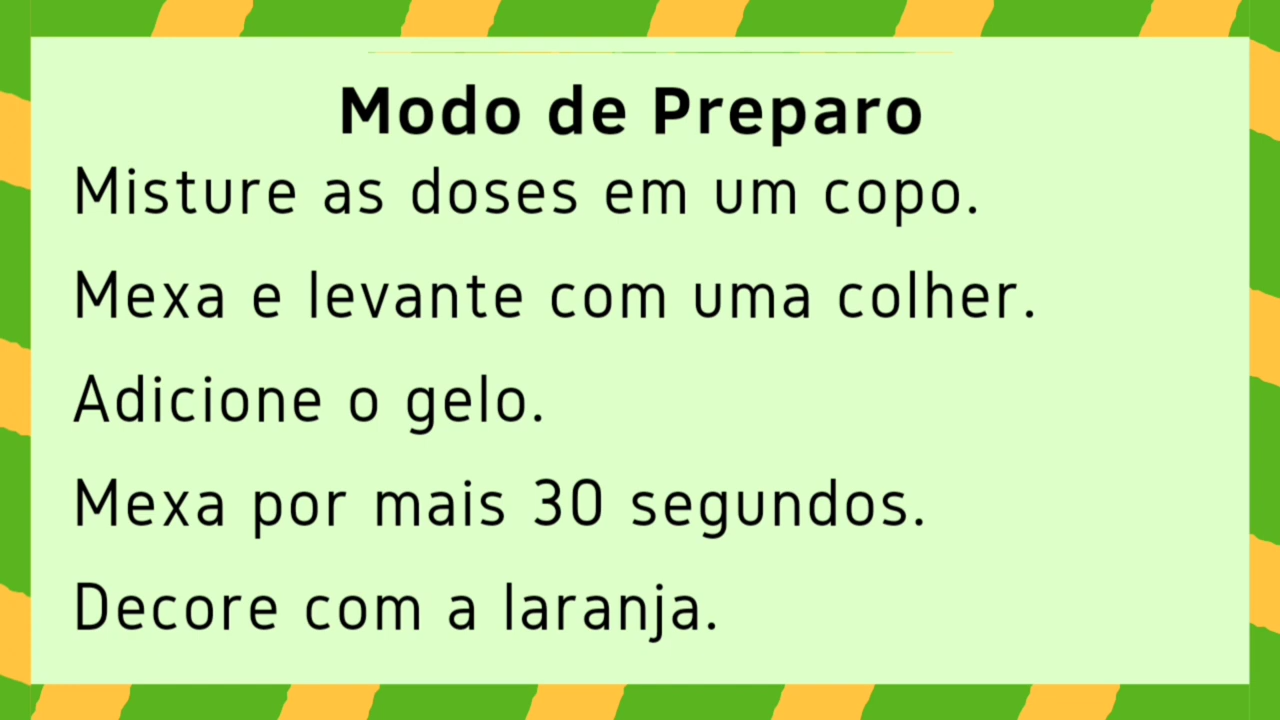 Modo de Preparo
Misture as doses em um copo.
Mexa e levante com uma colher.
Adicione o gelo.
Mexa por mais 30 segundos.
Decore com a laranja.